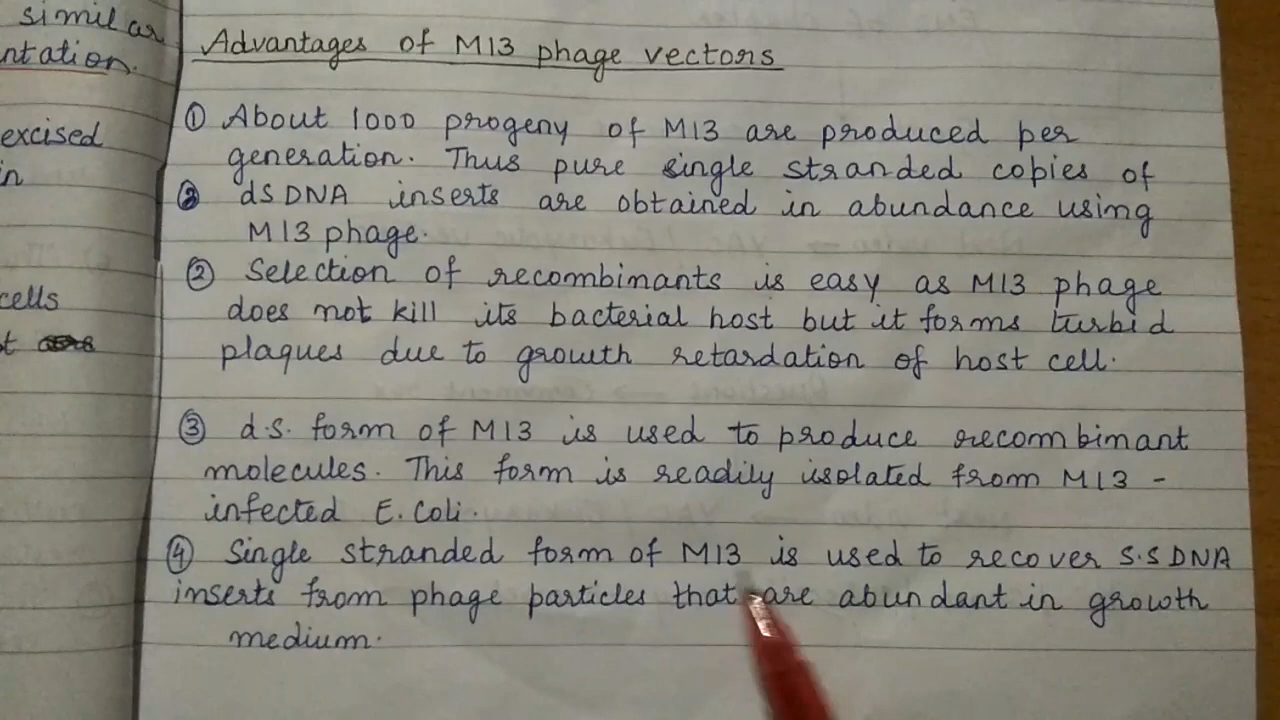 similar
ntation.
excised
in
cells
t
Advantages of M13 phage vectors
① About 1000 progeny of M13 are produced per
generation. Thus pure single stranded copies of
dsDNA inserts are obtained in abundance using
M13 phage.
② Selection of recombinants is easy as M13 phage
does not kill its bacterial host but it forms turbid
plaques due to growth retardation of host cell.
③ d.s. form of M13 is used to produce recombinant
molecules. This form is readily isolated from M13 -
infected E. Coli.
④ Single stranded form of M13 is used to recover S.S DNA
inserts from phage particles that are abundant in growth
medium.